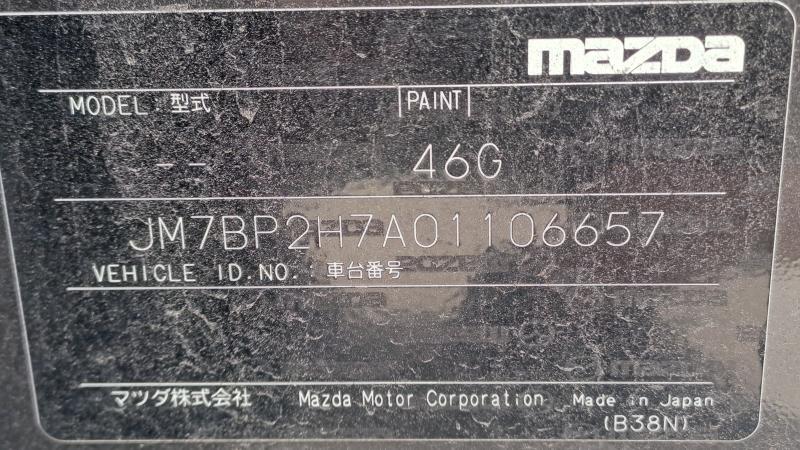 mazda
MODEL : 型式 PAINT
-- 46G
JM7BP2H7A01106657
VEHICLE ID.NO. : 車台番号
マツダ株式会社 Mazda Motor Corporation Made in Japan
(B38N)